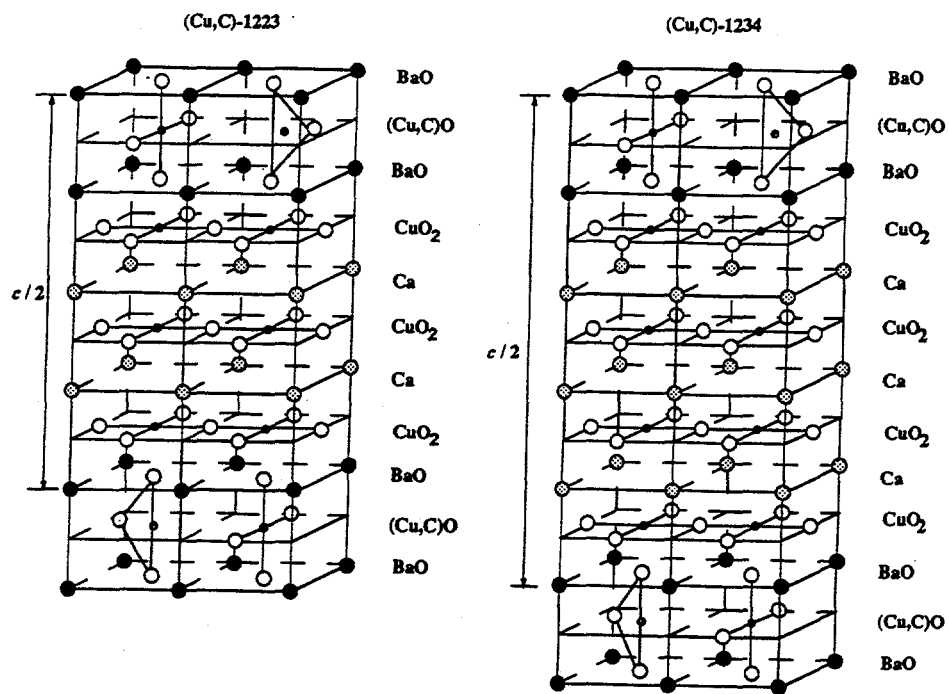 (Cu,C)-1223
BaO
(Cu,C)O
BaO
CuO2
Ca
CuO2
Ca
CuO2
BaO
(Cu,C)O
BaO
c / 2
(Cu,C)-1234
BaO
(Cu,C)O
BaO
CuO2
Ca
CuO2
Ca
CuO2
Ca
CuO2
BaO
(Cu,C)O
BaO
c / 2